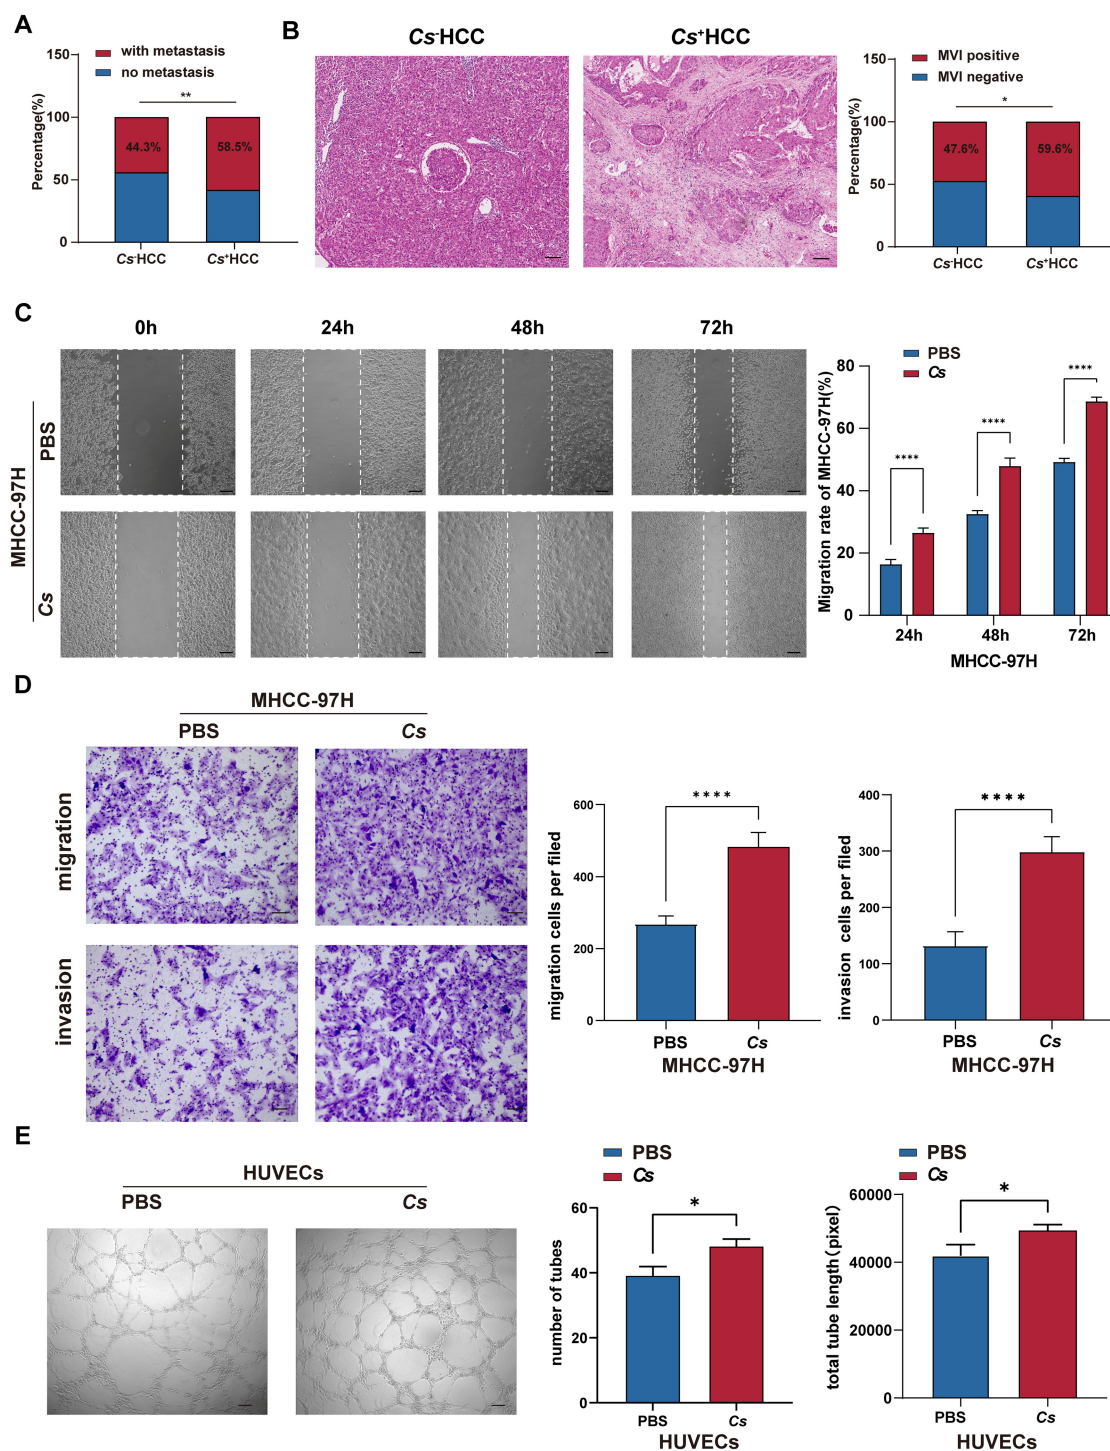 A
150
with metastasis
no metastasis
**
100
44.3%
58.5%
50
0
Percentage(%)
Cs-HCC
Cs+HCC
B
Cs-HCC
Cs+HCC
150
MVI positive
MVI negative
*
100
47.6%
59.6%
50
0
Percentage(%)
Cs-HCC
Cs+HCC
C
0h
24h
48h
72h
MHCC-97H
PBS
Cs
PBS
Cs
80
60
40
20
0
Migration rate of MHCC-97H(%)
****
****
****
24h
48h
72h
MHCC-97H
D
MHCC-97H
PBS
Cs
migration
invasion
600
400
200
0
migration cells per filed
****
PBS
Cs
MHCC-97H
400
300
200
100
0
invasion cells per filed
****
PBS
Cs
MHCC-97H
E
HUVECs
PBS
Cs
PBS
Cs
60
40
20
0
number of tubes
*
PBS
Cs
HUVECs
PBS
Cs
60000
40000
20000
0
total tube length(pixel)
*
PBS
Cs
HUVECs